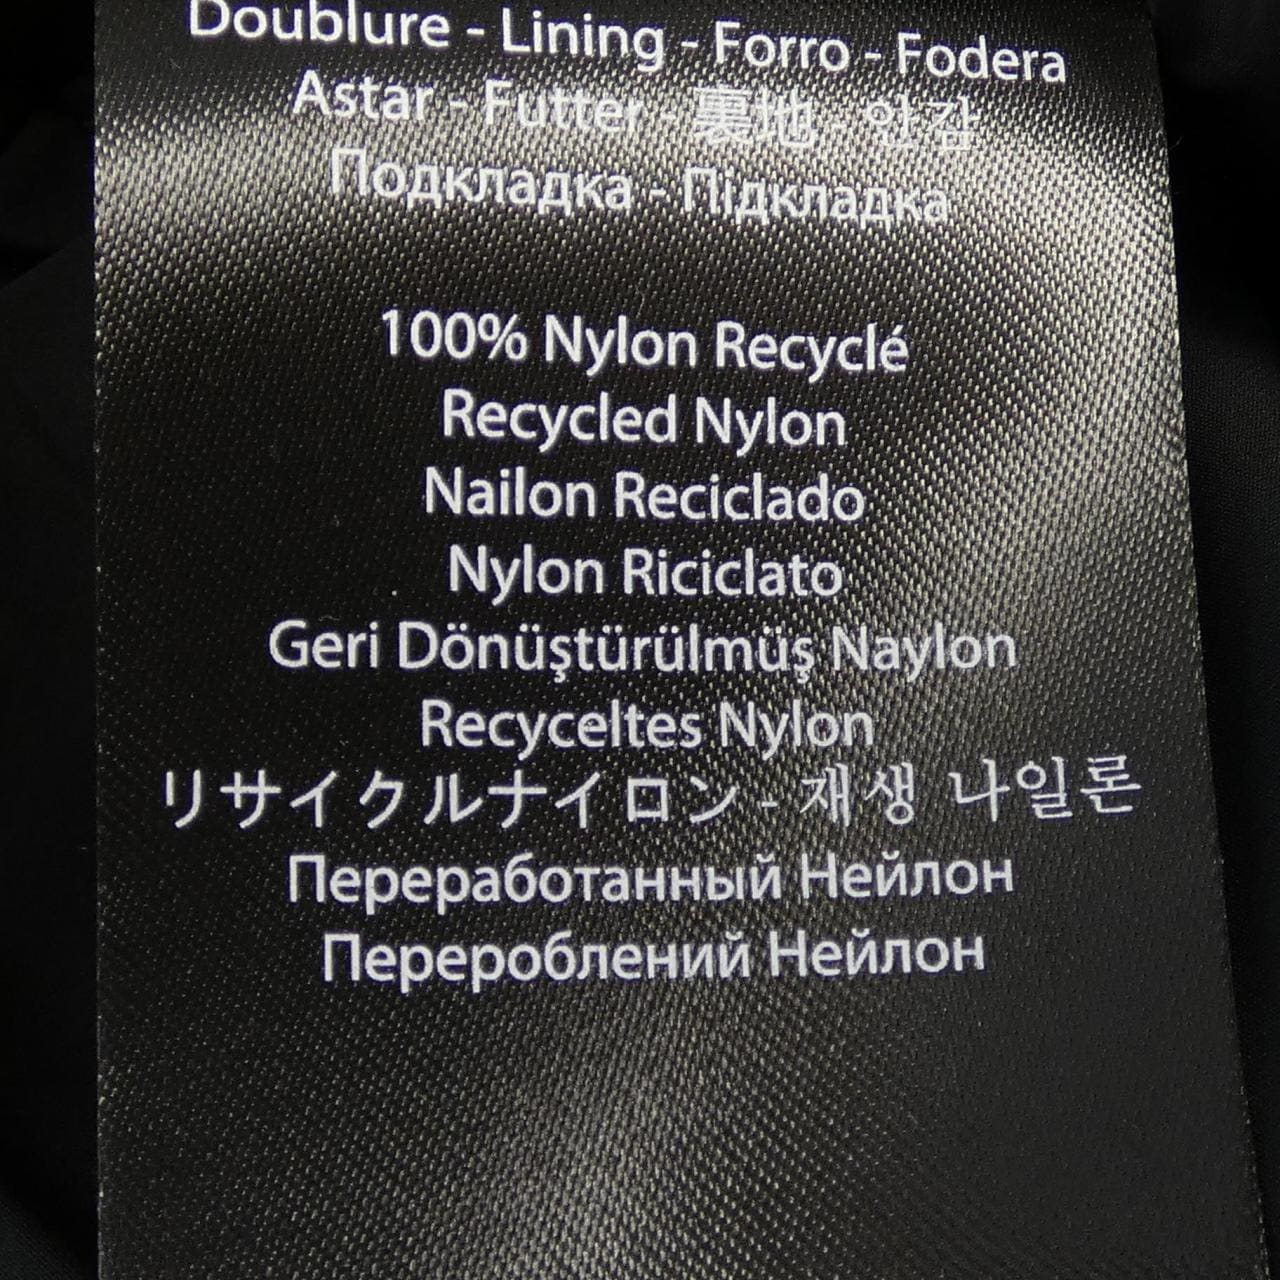 Doublure - Lining - Forro - Fodera
Astar - Futter - 裏地 - 안감
Подкладка - Підкладка
100% Nylon Recyclé
Recycled Nylon
Nailon Reciclado
Nylon Riciclato
Geri Dönüştürülmüş Naylon
Recyceltes Nylon
リサイクルナイロン - 재생 나일론
Переработанный Нейлон
Перероблений Нейлон